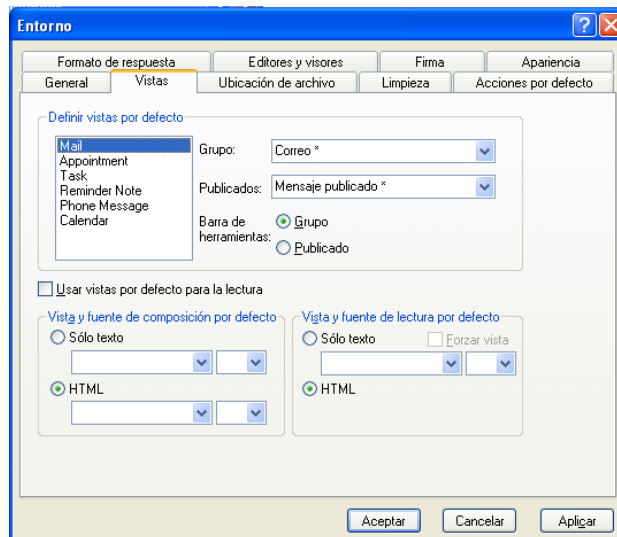 Entorno
Formato de respuesta Editores y visores Firma Apariencia
General Vistas Ubicación de archivo Limpieza Acciones por defecto
Definir vistas por defecto
Mail
Appointment
Task
Reminder Note
Phone Message
Calendar
Grupo: Correo *
Publicados: Mensaje publicado *
Barra de
herramientas:
Grupo
Publicado
Usar vistas por defecto para la lectura
Vista y fuente de composición por defecto
Sólo texto
HTML
Vista y fuente de lectura por defecto
Sólo texto Forzar vista
HTML
Aceptar Cancelar Aplicar